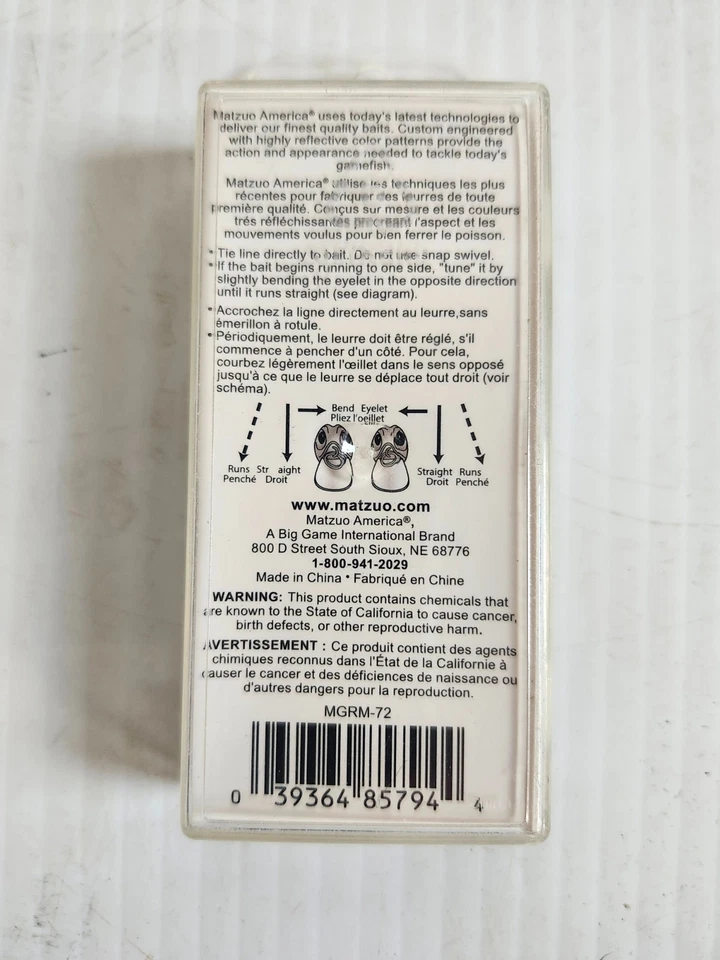 Matzuo America® uses today's latest technologies to
deliver our finest quality baits. Custom engineered
with highly reflective color patterns provide the
action and appearance needed to tackle today's
gamefish.
Matzuo America® utilise les techniques les plus
récentes pour fabriquer des leurres de toute
première qualité. Conçus sur mesure et les couleurs
trés réfléchissantes procreant l'aspect et les
mouvements voulus pour bien ferrer le poisson.
• Tie line directly to bait. Do not use snap swivel.
• If the bait begins running to one side, "tune" it by
slightly bending the eyelet in the opposite direction
until it runs straight (see diagram).
• Accrochez la ligne directement au leurre,sans
émerillon à rotule.
• Périodiquement, le leurre doit être réglé, s'il
commence à pencher d'un côté. Pour cela,
courbez légèrement l'œillet dans le sens opposé
jusqu'à ce que le leurre se déplace tout droit (voir
schéma).
Bend Eyelet
Pliez l'oeillet
Runs Str aight
Penché Droit
Straight Runs
Droit Penché
www.matzuo.com
Matzuo America®,
A Big Game International Brand
800 D Street South Sioux, NE 68776
1-800-941-2029
Made in China • Fabriqué en Chine
WARNING: This product contains chemicals that
are known to the State of California to cause cancer,
birth defects, or other reproductive harm.
AVERTISSEMENT : Ce produit contient des agents
chimiques reconnus dans l'État de la Californie à
causer le cancer et des déficiences de naissance ou
d'autres dangers pour la reproduction.
MGRM-72
0 39364 85794 4